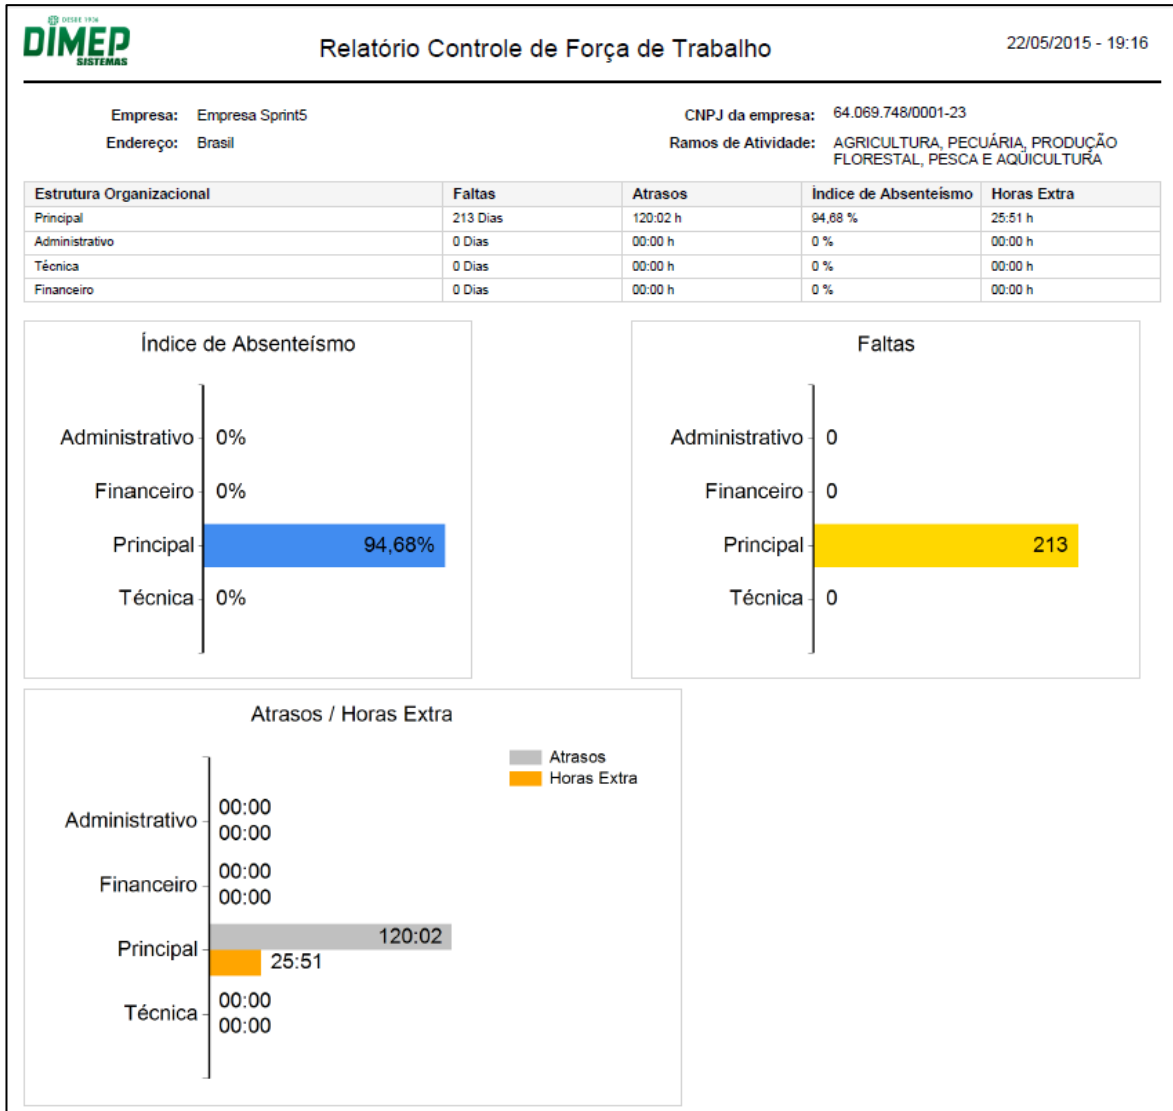 DESDE 1936
DIMEP
SISTEMAS
Relatório Controle de Força de Trabalho
22/05/2015 - 19:16
Empresa: Empresa Sprint5
CNPJ da empresa: 64.069.748/0001-23
Endereço: Brasil
Ramos de Atividade: AGRICULTURA, PECUÁRIA, PRODUÇÃO
FLORESTAL, PESCA E AQÜICULTURA
Estrutura Organizacional Faltas Atrasos Índice de Absenteísmo Horas Extra
Principal 213 Dias 120:02 h 94,68 % 25:51 h
Administrativo 0 Dias 00:00 h 0 % 00:00 h
Técnica 0 Dias 00:00 h 0 % 00:00 h
Financeiro 0 Dias 00:00 h 0 % 00:00 h
Índice de Absenteísmo
Administrativo 0%
Financeiro 0%
Principal 94,68%
Técnica 0%
Faltas
Administrativo 0
Financeiro 0
Principal 213
Técnica 0
Atrasos / Horas Extra
Atrasos
Horas Extra
Administrativo 00:00
00:00
Financeiro 00:00
00:00
Principal 120:02
25:51
Técnica 00:00
00:00